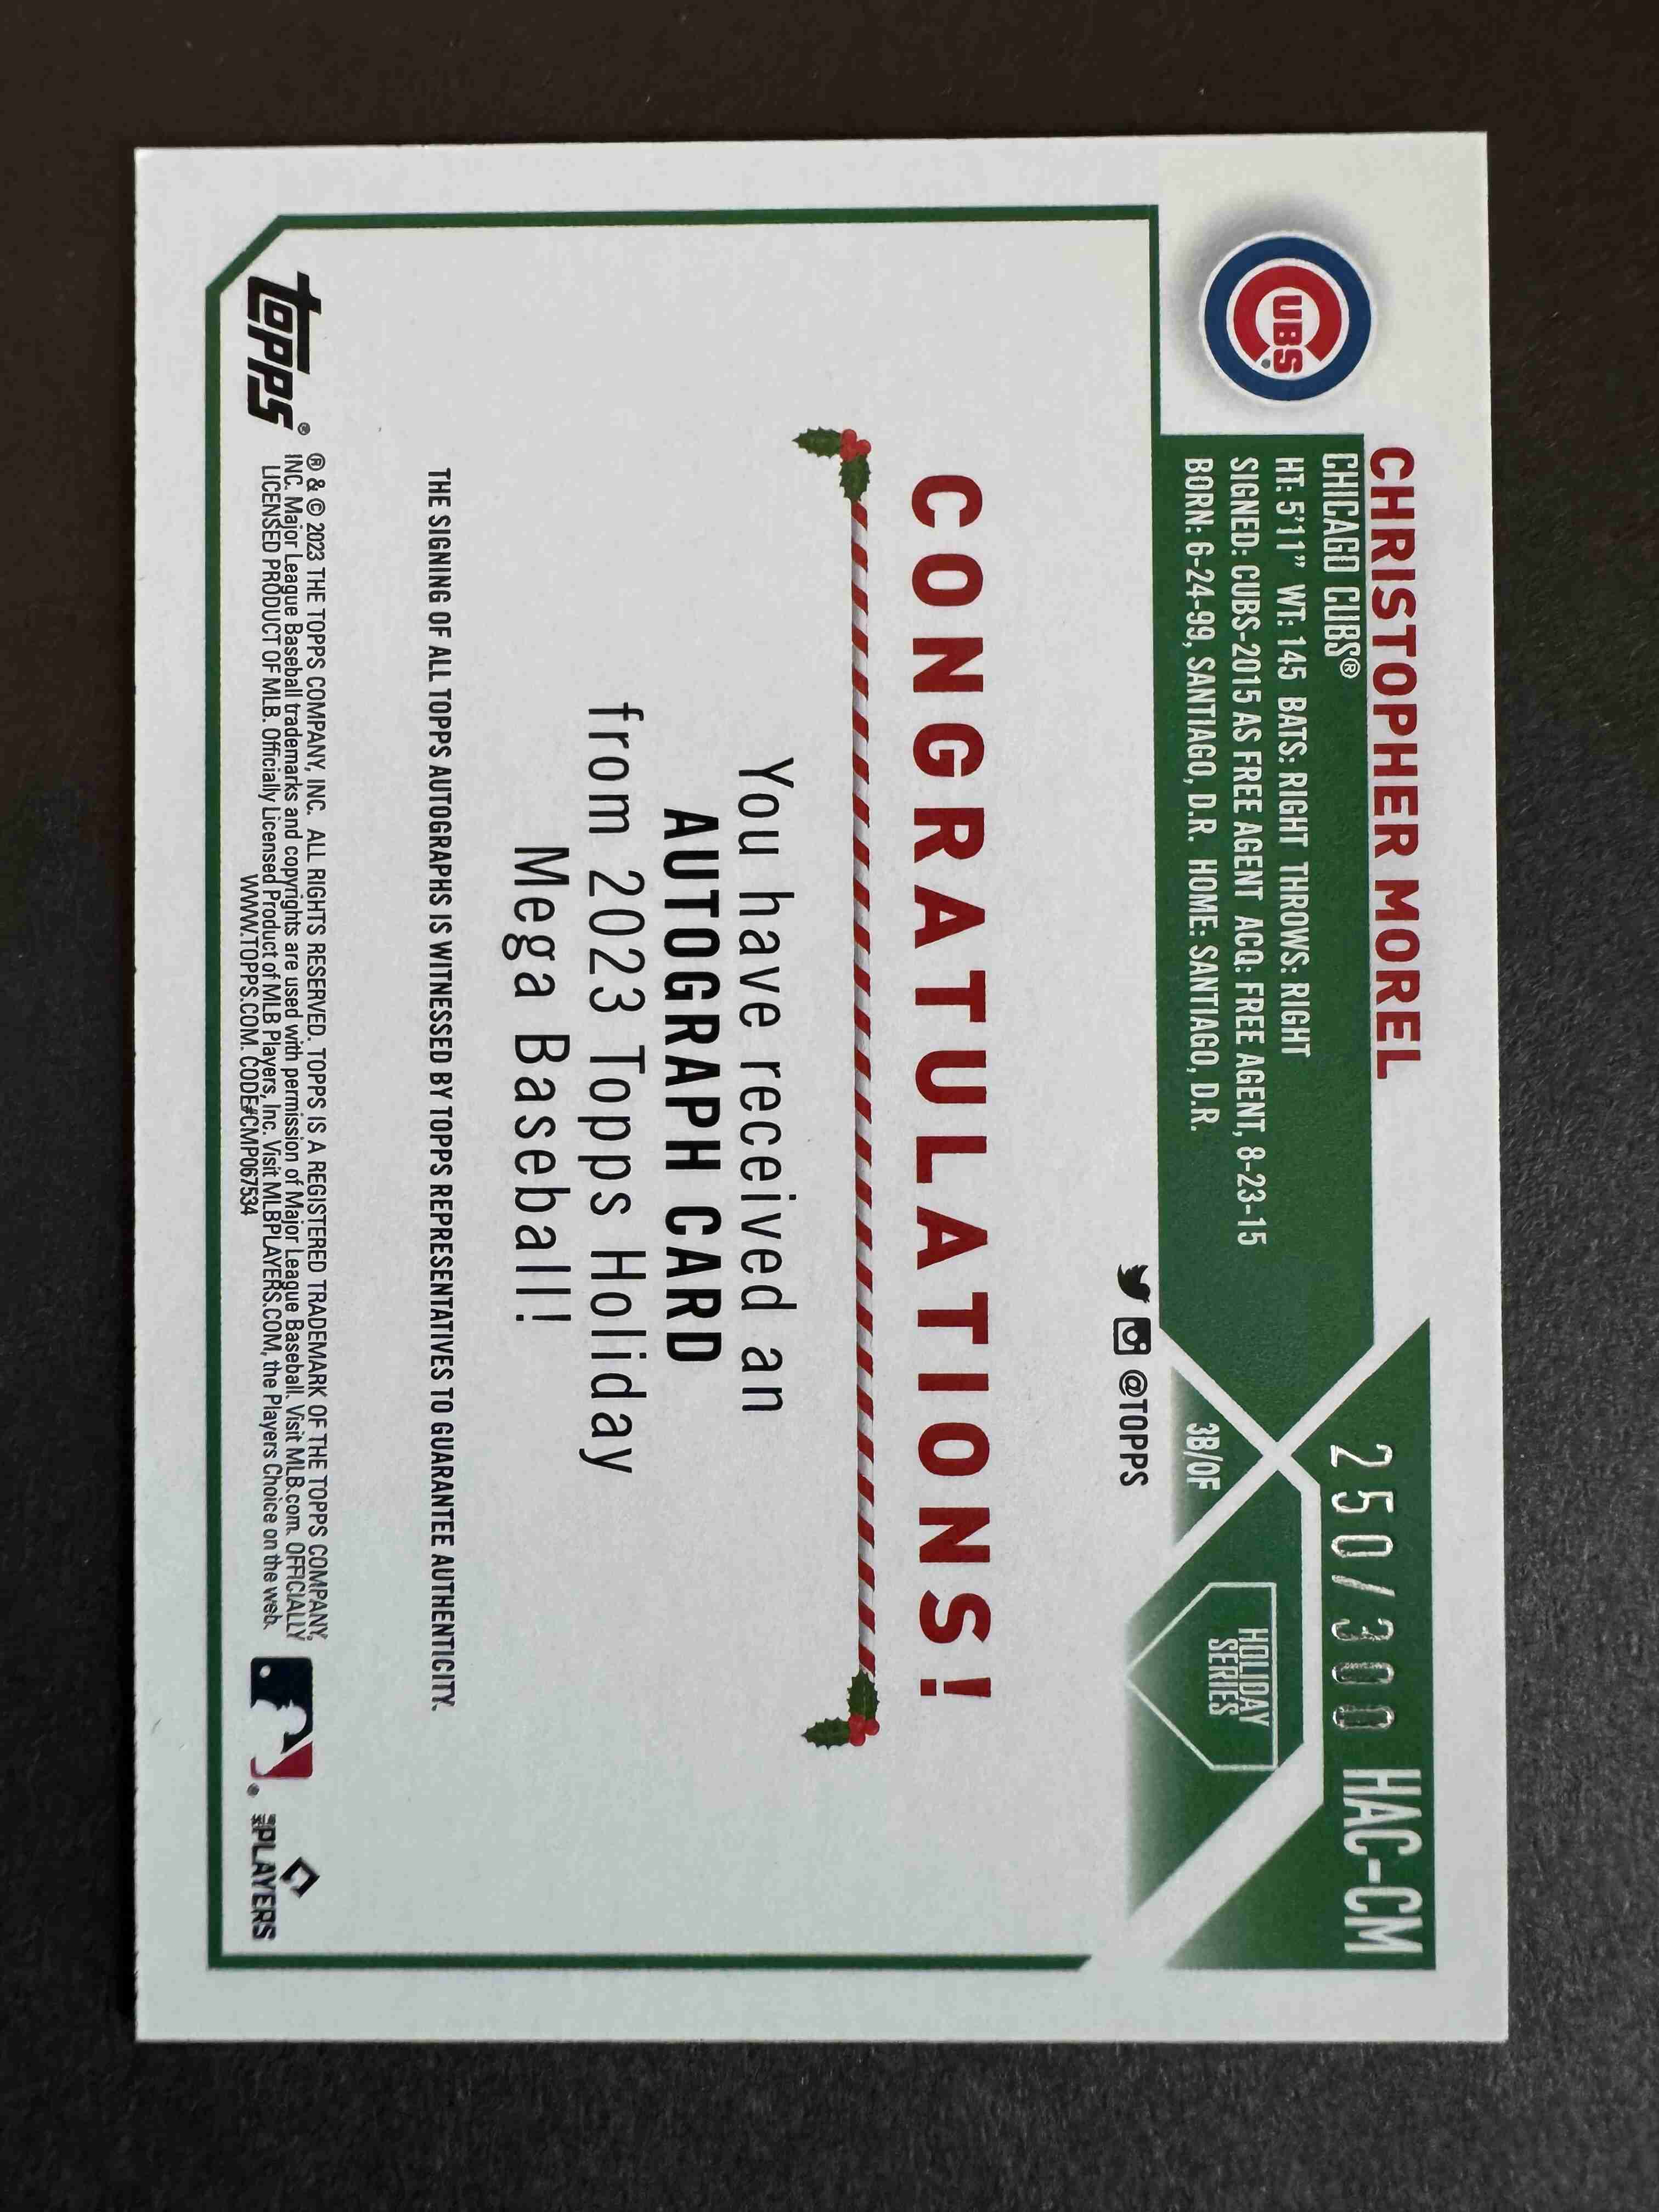 250/300 HAC-CM
CHRISTOPHER MOREL
CHICAGO CUBS®
HT: 5'11" WT: 145 BATS: RIGHT THROWS: RIGHT
SIGNED: CUBS-2015 AS FREE AGENT ACQ: FREE AGENT, 8-23-15
BORN: 6-24-99, SANTIAGO, D.R. HOME: SANTIAGO, D.R.
CUBS
3B/OF
HOLIDAY
SERIES
@TOPPS
CONGRATULATIONS!
You have received an
AUTOGRAPH CARD
from 2023 Topps Holiday
Mega Baseball!
THE SIGNING OF ALL TOPPS AUTOGRAPHS IS WITNESSED BY TOPPS REPRESENTATIVES TO GUARANTEE AUTHENTICITY.
topps®
® & © 2023 THE TOPPS COMPANY, INC. ALL RIGHTS RESERVED. TOPPS IS A REGISTERED TRADEMARK OF THE TOPPS COMPANY,
INC. Major League Baseball trademarks and copyrights are used with permission of Major League Baseball. Visit MLB.com. OFFICIALLY
LICENSED PRODUCT OF MLB. Officially Licensed Product of MLB Players, Inc. Visit MLBPLAYERS.COM, the Players Choice on the web.
WWW.TOPPS.COM. CODE#CMP067534
PLAYERS